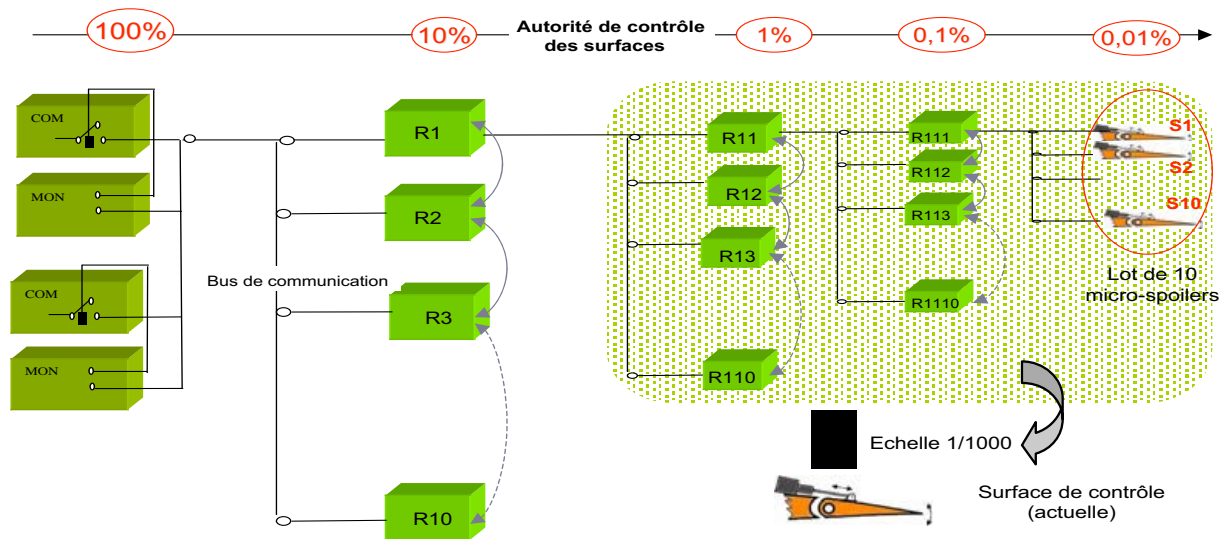 100%
10%
Autorité de contrôle
des surfaces
1%
0,1%
0,01%
COM
MON
COM
MON
Bus de communication
R1
R2
R3
R10
R11
R12
R13
R110
R111
R112
R113
R1110
S1
S2
S10
Lot de 10
micro-spoilers
Echelle 1/1000
Surface de contrôle
(actuelle)